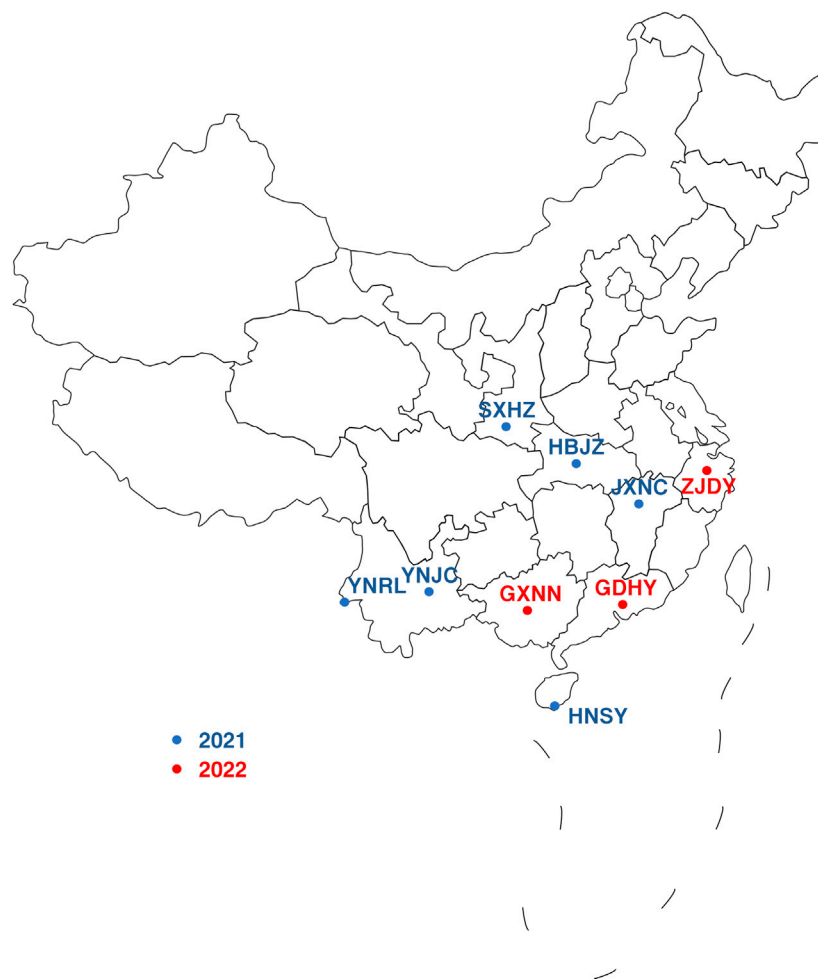 SXHZ
HBJZ
JXNC
ZJDY
YNRL
YNJC
GXNN
GDHY
HNSY
2021
2022